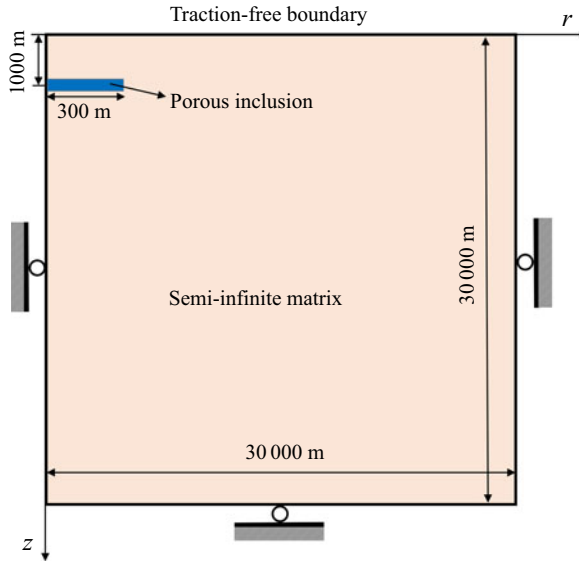 Traction-free boundary
r
1000 m
Porous inclusion
300 m
30 000 m
Semi-infinite matrix
30 000 m
z